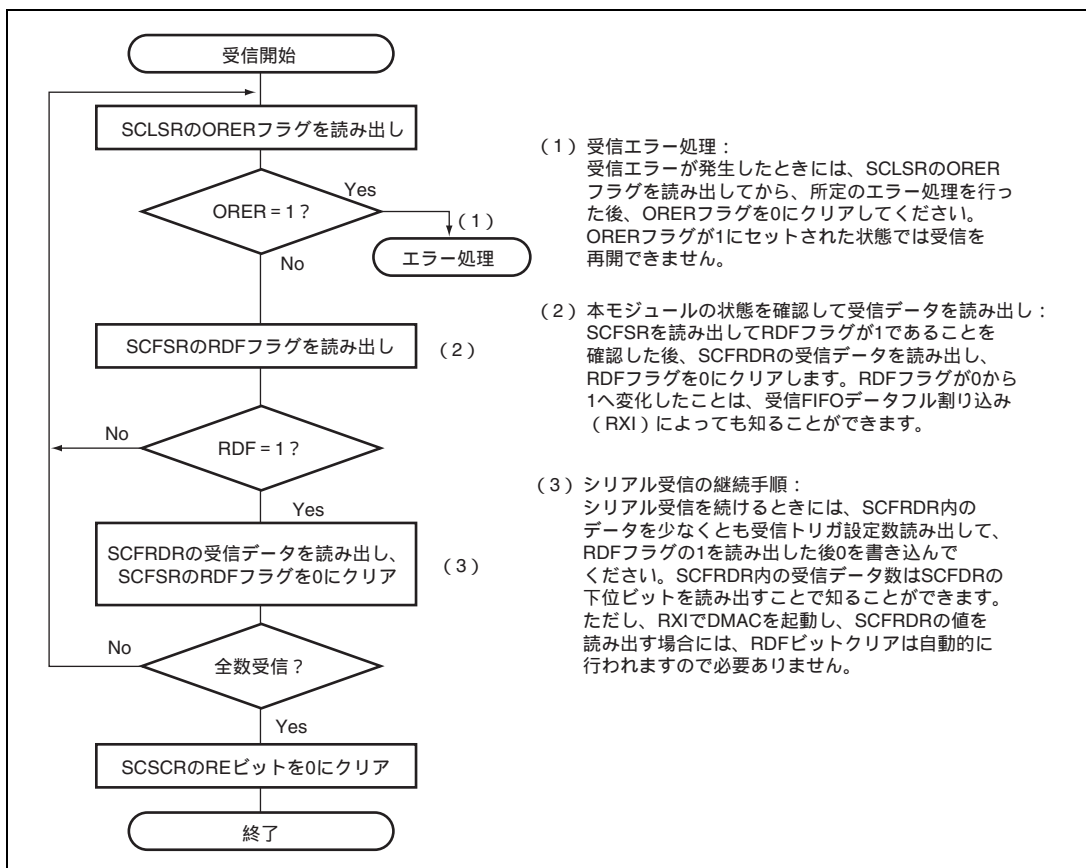 受信開始
SCLSRのORERフラグを読み出し
ORER = 1 ?
Yes
(1)
エラー処理
No
SCFSRのRDFフラグを読み出し
(2)
No
RDF = 1 ?
Yes
SCFRDRの受信データを読み出し、
SCFSRのRDFフラグを0にクリア
(3)
No
全数受信 ?
Yes
SCSCRのREビットを0にクリア
終了
(1) 受信エラー処理:
受信エラーが発生したときには、SCLSRのORER
フラグを読み出してから、所定のエラー処理を行っ
た後、ORERフラグを0にクリアしてください。
ORERフラグが1にセットされた状態では受信を
再開できません。
(2) 本モジュールの状態を確認して受信データを読み出し:
SCFSRを読み出してRDFフラグが1であることを
確認した後、SCFRDRの受信データを読み出し、
RDFフラグを0にクリアします。RDFフラグが0から
1へ変化したことは、受信FIFOデータフル割り込み
(RXI)によっても知ることができます。
(3) シリアル受信の継続手順:
シリアル受信を続けるときには、SCFRDR内の
データを少なくとも受信トリガ設定数読み出して、
RDFフラグの1を読み出した後0を書き込んで
ください。SCFRDR内の受信データ数はSCFDRの
下位ビットを読み出すことで知ることができます。
ただし、RXIでDMACを起動し、SCFRDRの値を
読み出す場合には、RDFビットクリアは自動的に
行われますので必要ありません。